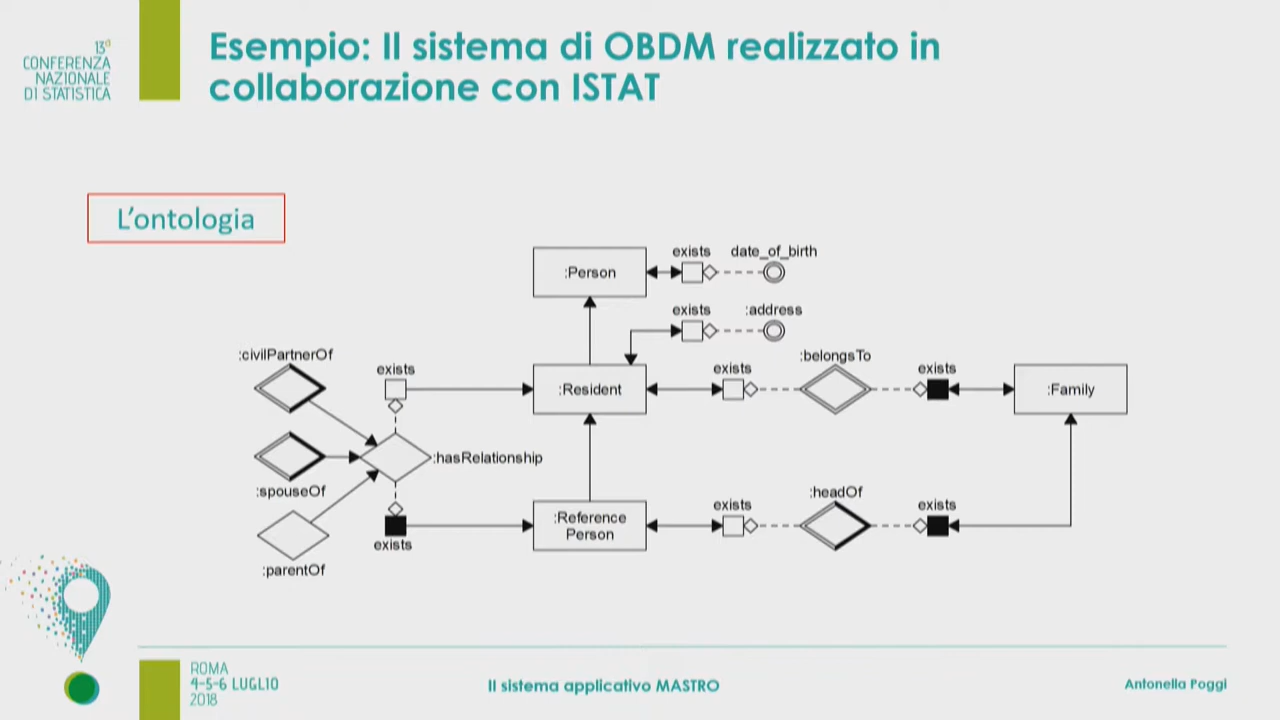 13ª
CONFERENZA
NAZIONALE
DI STATISTICA
Esempio: Il sistema di OBDM realizzato in
collaborazione con ISTAT
L'ontologia
:Person
exists
date_of_birth
exists
:address
:civilPartnerOf
exists
:Resident
exists
:belongsTo
exists
:Family
:hasRelationship
:spouseOf
:parentOf
exists
:Reference
Person
exists
:headOf
exists
ROMA
4-5-6 LUGLIO
2018
Il sistema applicativo MASTRO
Antonella Poggi